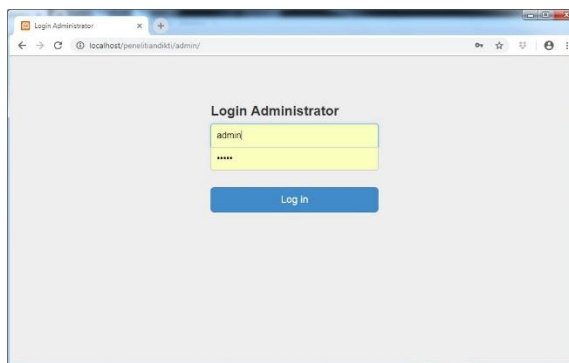 Login Administrator
localhost/penelitiandikti/admin/
Login Administrator
admin
•••••
Log in